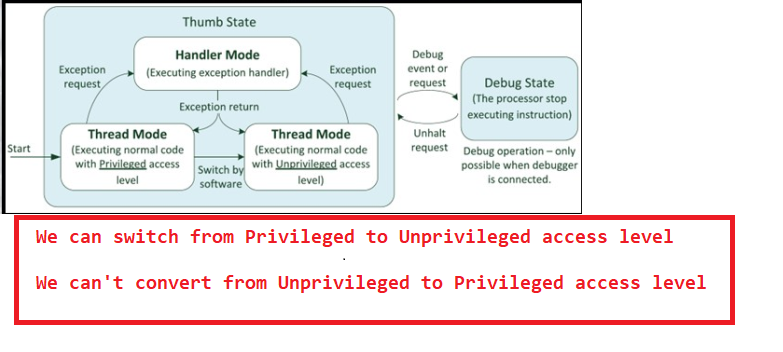 Thumb State
Handler Mode
(Executing exception handler)
Exception
request
Exception
request
Exception return
Start
Thread Mode
(Executing normal code
with Privileged access
level
Switch by
software
Thread Mode
(Executing normal code
with Unprivileged access
level)
Debug
event or
request
Unhalt
request
Debug State
(The processor stop
executing instruction)
Debug operation – only
possible when debugger
is connected.
We can switch from Privileged to Unprivileged access level
We can't convert from Unprivileged to Privileged access level